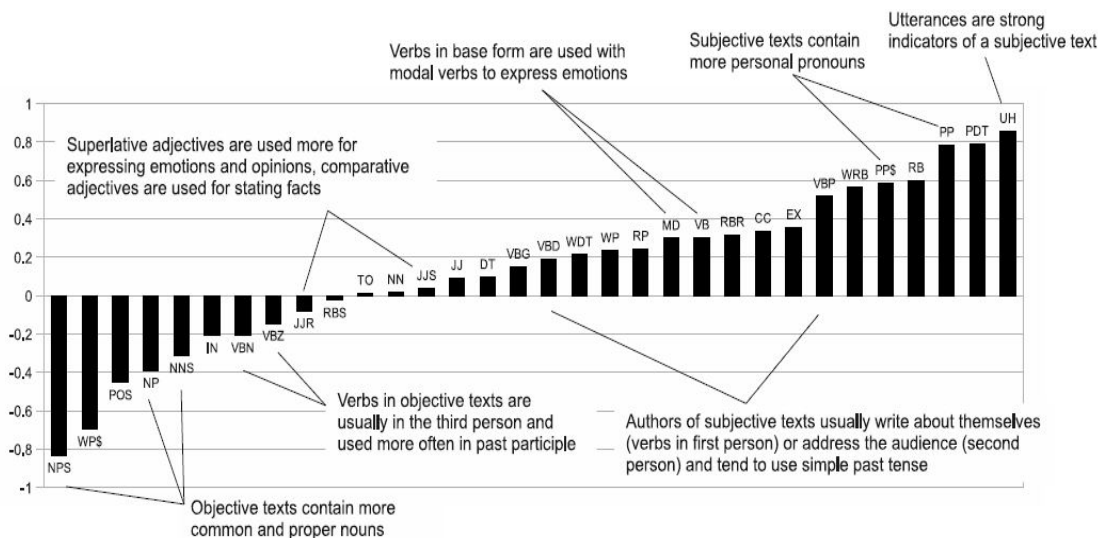 Utterances are strong
indicators of a subjective text
Subjective texts contain
more personal pronouns
Verbs in base form are used with
modal verbs to express emotions
Superlative adjectives are used more for
expressing emotions and opinions, comparative
adjectives are used for stating facts
1
0.8
0.6
0.4
0.2
0
-0.2
-0.4
-0.6
-0.8
-1
NPS
WP$
POS
NP
NNS
IN
VBN
VBZ
JJR
RBS
TO
NN
JJS
JJ
DT
VBG
VBD
WDT
WP
RP
MD
VB
RBR
CC
EX
VBP
WRB
PP$
RB
PP
PDT
UH
Verbs in objective texts are
usually in the third person and
used more often in past participle
Authors of subjective texts usually write about themselves
(verbs in first person) or address the audience (second
person) and tend to use simple past tense
Objective texts contain more
common and proper nouns